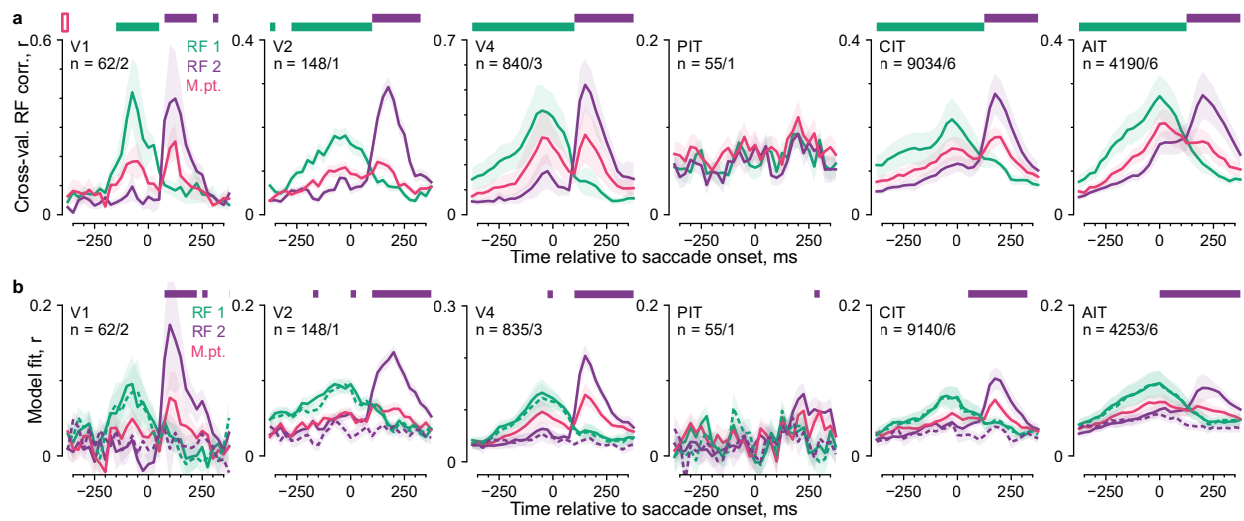 a
Cross-val. RF corr., r
0.6
0
V1
n = 62/2
RF 1
RF 2
M.pt.
−250 0 250
0.4
0
V2
n = 148/1
−250 0 250
0.7
0
V4
n = 840/3
−250 0 250
0.2
0
PIT
n = 55/1
−250 0 250
0.4
0
CIT
n = 9034/6
−250 0 250
0.4
0
AIT
n = 4190/6
−250 0 250
Time relative to saccade onset, ms
b
Model fit, r
0.2
0
V1
n = 62/2
RF 1
RF 2
M.pt.
−250 0 250
0.2
0
V2
n = 148/1
−250 0 250
0.3
0
V4
n = 835/3
−250 0 250
0.2
0
PIT
n = 55/1
−250 0 250
0.2
0
CIT
n = 9140/6
−250 0 250
0.2
0
AIT
n = 4253/6
−250 0 250
Time relative to saccade onset, ms